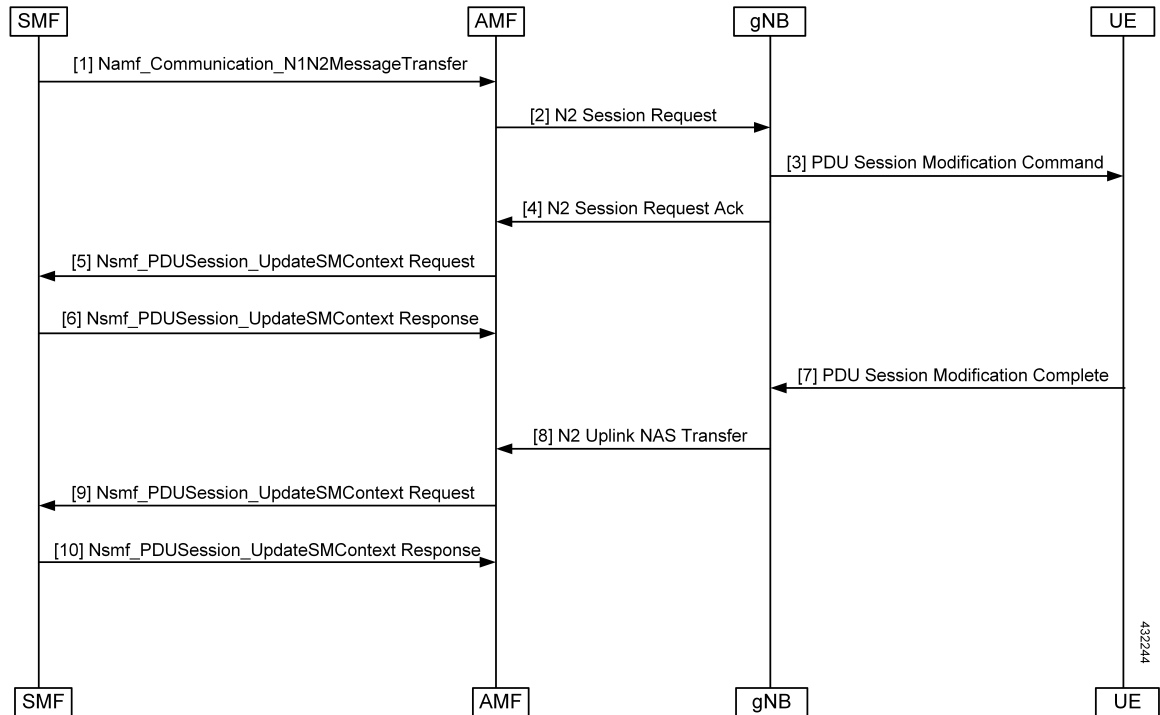 SMF
AMF
gNB
UE
[1] Namf_Communication_N1N2MessageTransfer
[2] N2 Session Request
[3] PDU Session Modification Command
[4] N2 Session Request Ack
[5] Nsmf_PDUSession_UpdateSMContext Request
[6] Nsmf_PDUSession_UpdateSMContext Response
[7] PDU Session Modification Complete
[8] N2 Uplink NAS Transfer
[9] Nsmf_PDUSession_UpdateSMContext Request
[10] Nsmf_PDUSession_UpdateSMContext Response
432244
SMF
AMF
gNB
UE